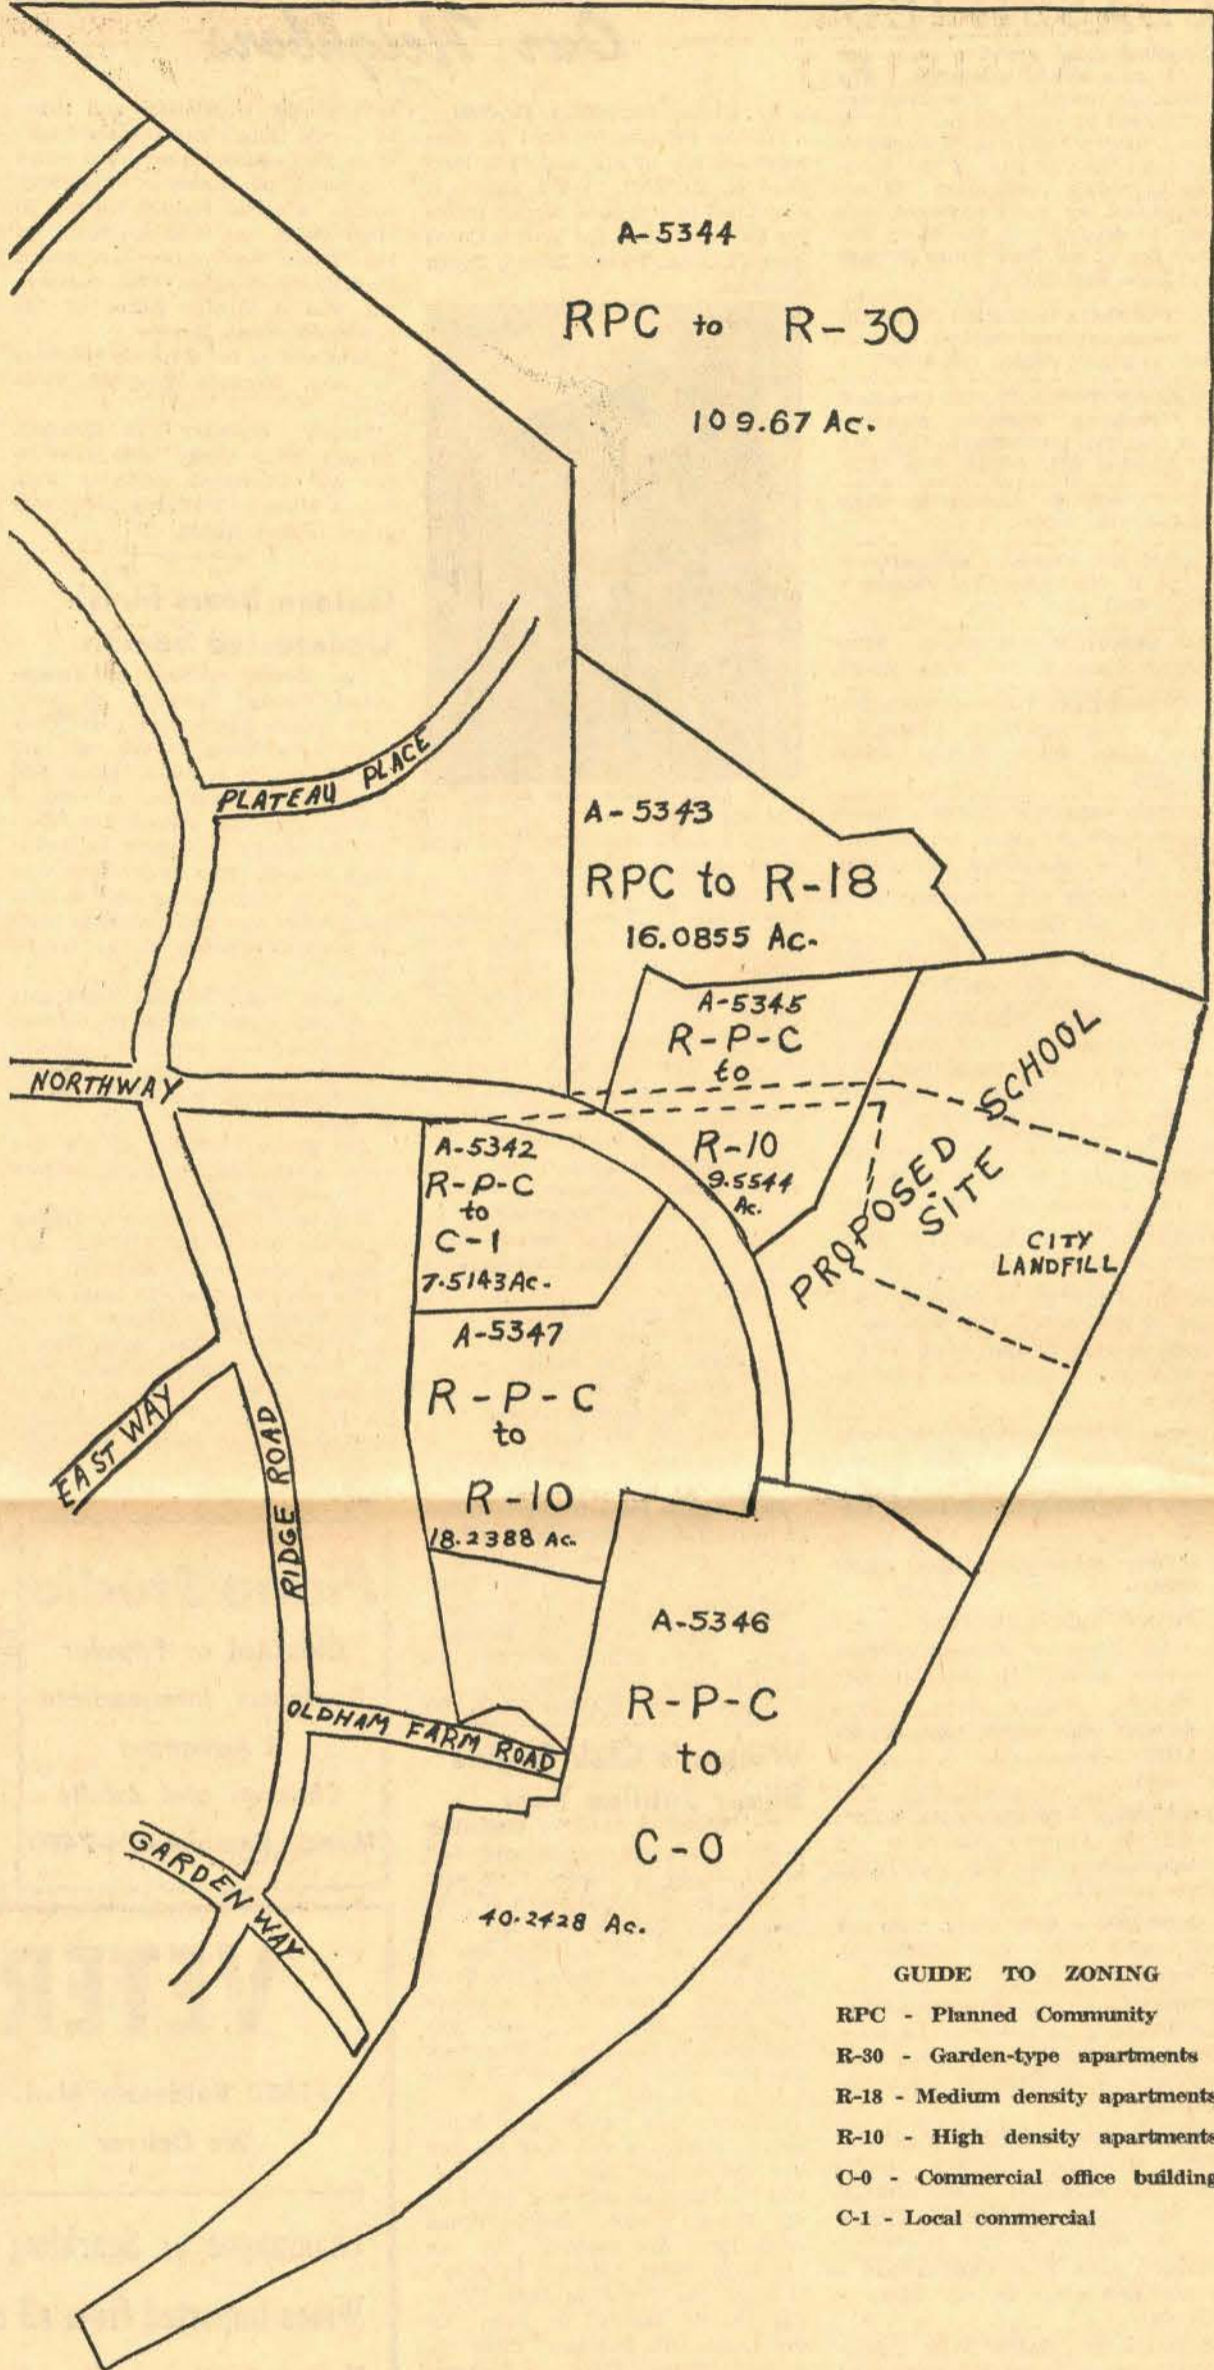 A-5344
RPC to R-30
109.67 Ac.
PLATEAU PLACE
A-5343
RPC to R-18
16.0855 Ac.
A-5345
R-P-C
to
R-10
9.5544
Ac.
NORTHWAY
PROPOSED SCHOOL
SITE
CITY
LANDFILL
A-5342
R-P-C
to
C-1
7.5143 Ac.
A-5347
R-P-C
to
R-10
18.2388 Ac.
EAST WAY
RIDGE ROAD
A-5346
R-P-C
to
C-O
40.2428 Ac.
OLDHAM FARM ROAD
GARDEN WAY
GUIDE TO ZONING
RPC - Planned Community
R-30 - Garden-type apartments
R-18 - Medium density apartments
R-10 - High density apartments
C-0 - Commercial office building
C-1 - Local commercial